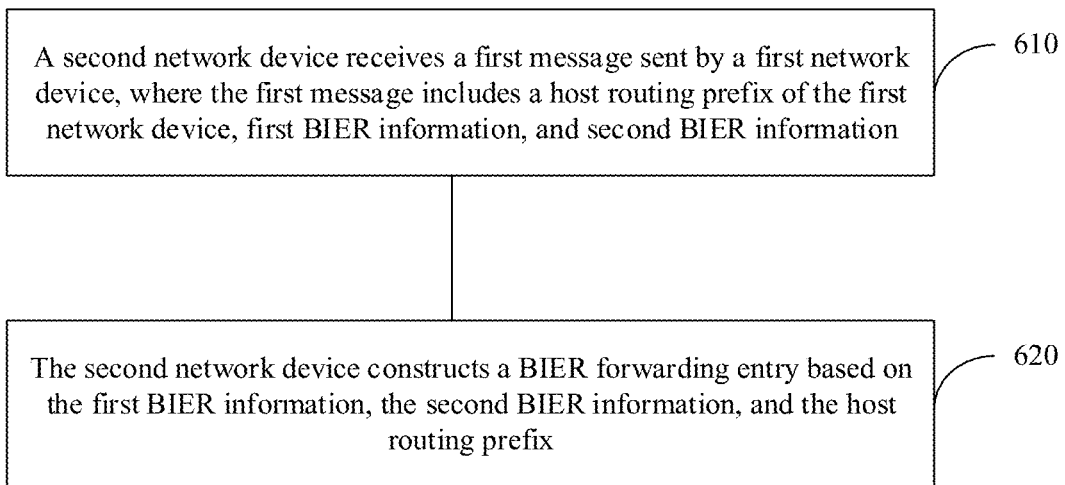 A second network device receives a first message sent by a first network
device, where the first message includes a host routing prefix of the first
network device, first BIER information, and second BIER information
610
The second network device constructs a BIER forwarding entry based on
the first BIER information, the second BIER information, and the host
routing prefix
620